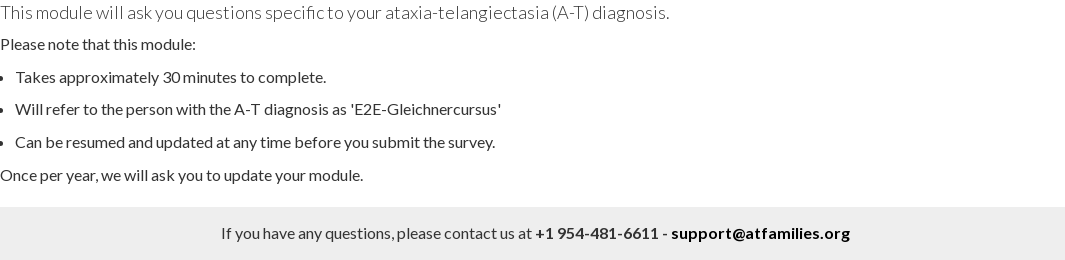 This module will ask you questions specific to your ataxia-telangiectasia (A-T) diagnosis.
Please note that this module:
• Takes approximately 30 minutes to complete.
• Will refer to the person with the A-T diagnosis as 'E2E-Gleichnercursus'
• Can be resumed and updated at any time before you submit the survey.
Once per year, we will ask you to update your module.
If you have any questions, please contact us at +1 954-481-6611 - support@atfamilies.org